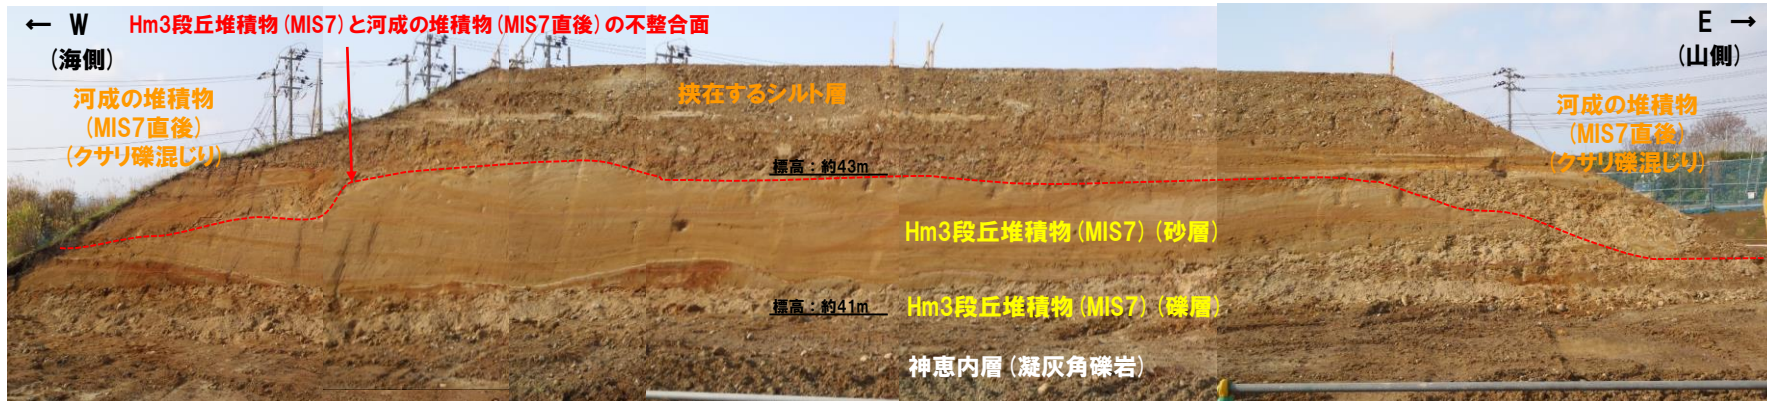 ← W
(海側)
Hm3段丘堆積物(MIS7)と河成の堆積物(MIS7直後)の不整合面
E →
(山側)
河成の堆積物
(MIS7直後)
(クサリ礫混じり)
挟在するシルト層
河成の堆積物
(MIS7直後)
(クサリ礫混じり)
標高:約43m
Hm3段丘堆積物(MIS7)(砂層)
標高:約41m
Hm3段丘堆積物(MIS7)(礫層)
神恵内層(凝灰角礫岩)